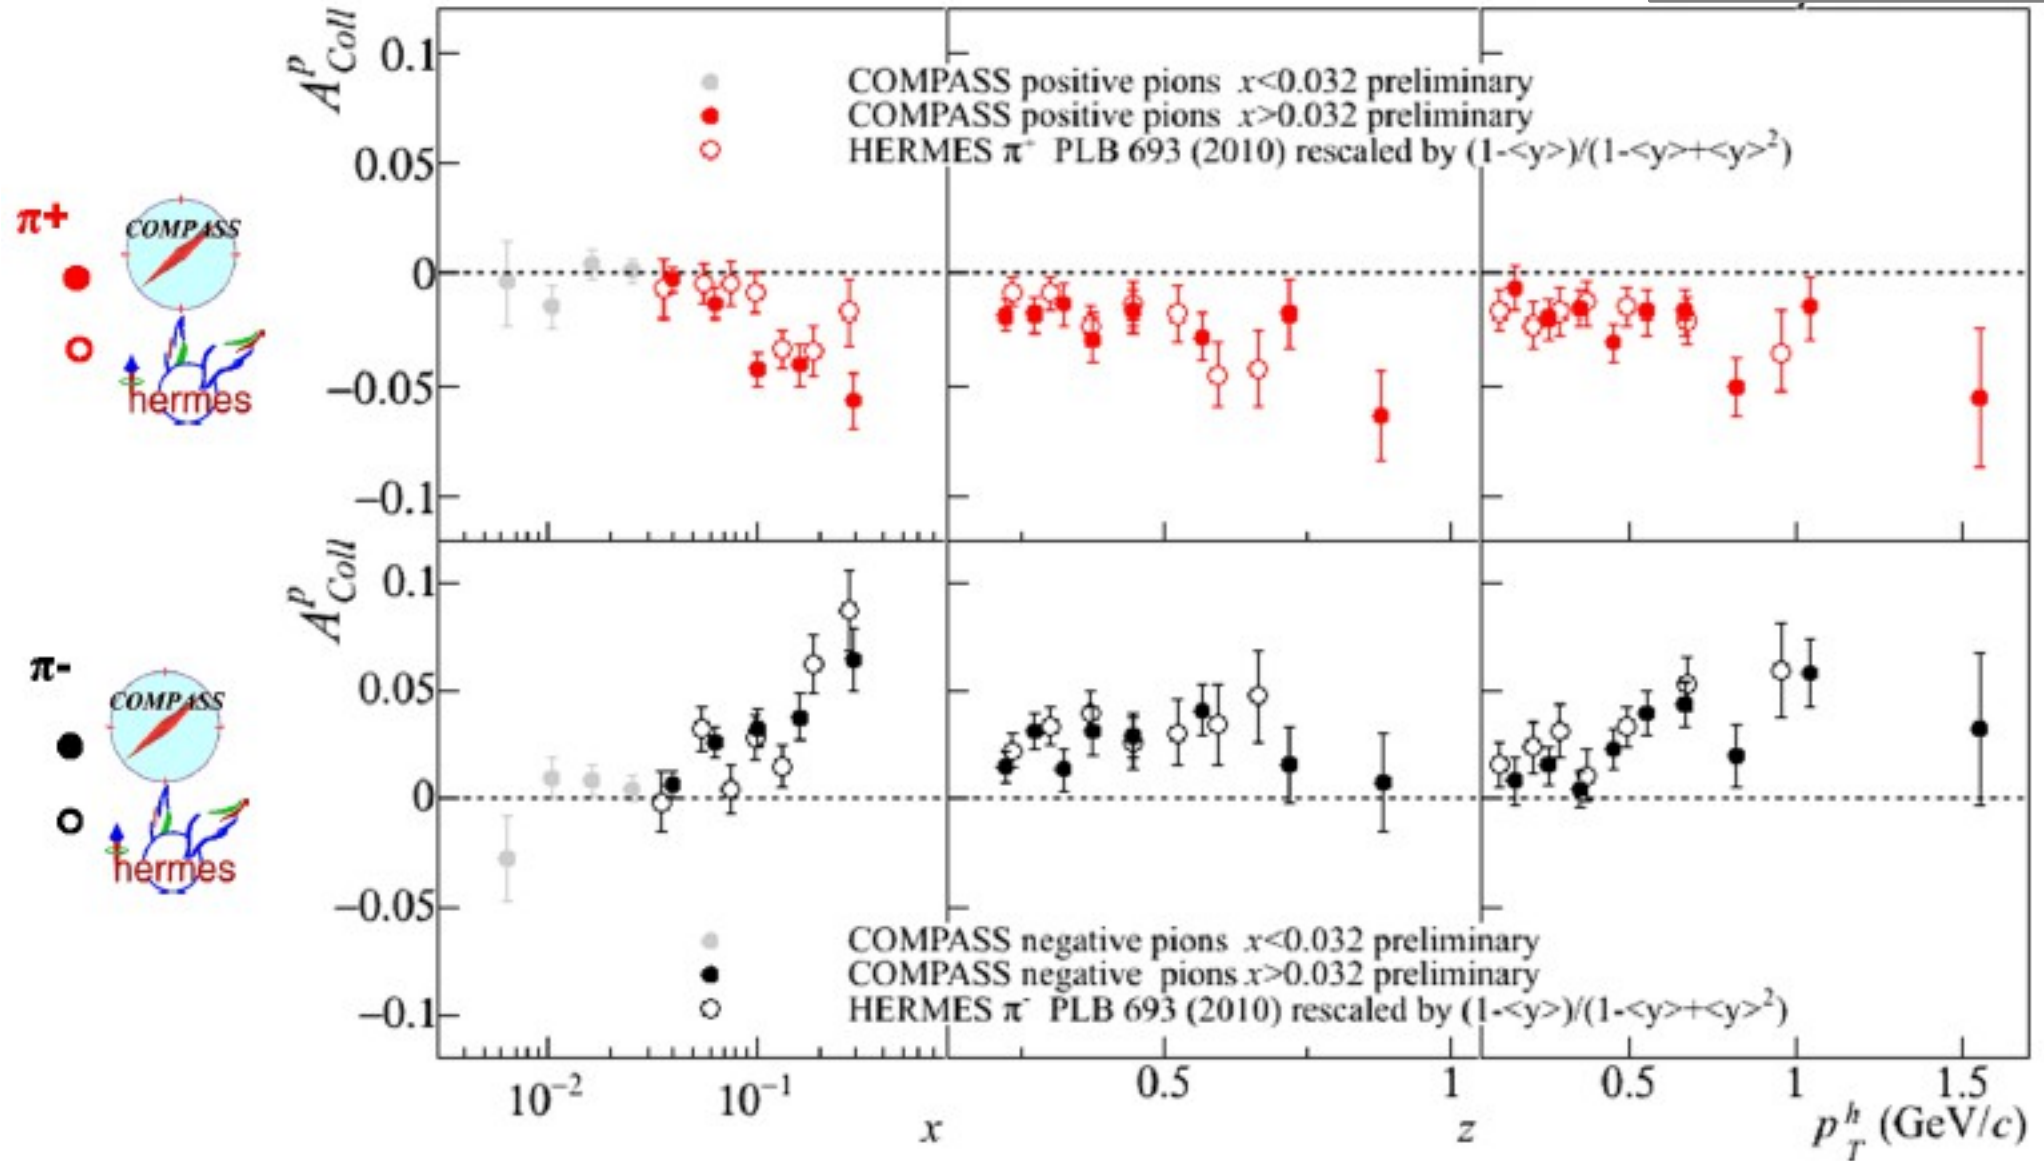 A^p_Coll
0.1
0.05
0
−0.05
−0.1
COMPASS positive pions x<0.032 preliminary
COMPASS positive pions x>0.032 preliminary
HERMES π⁺ PLB 693 (2010) rescaled by (1-<y>)/(1-<y>+<y>²)
π+
COMPASS
hermes
A^p_Coll
0.1
0.05
0
−0.05
−0.1
π-
COMPASS
hermes
COMPASS negative pions x<0.032 preliminary
COMPASS negative pions x>0.032 preliminary
HERMES π⁻ PLB 693 (2010) rescaled by (1-<y>)/(1-<y>+<y>²)
10⁻² 10⁻¹ 0.5 1 0.5 1 1.5
x z p^h_T (GeV/c)